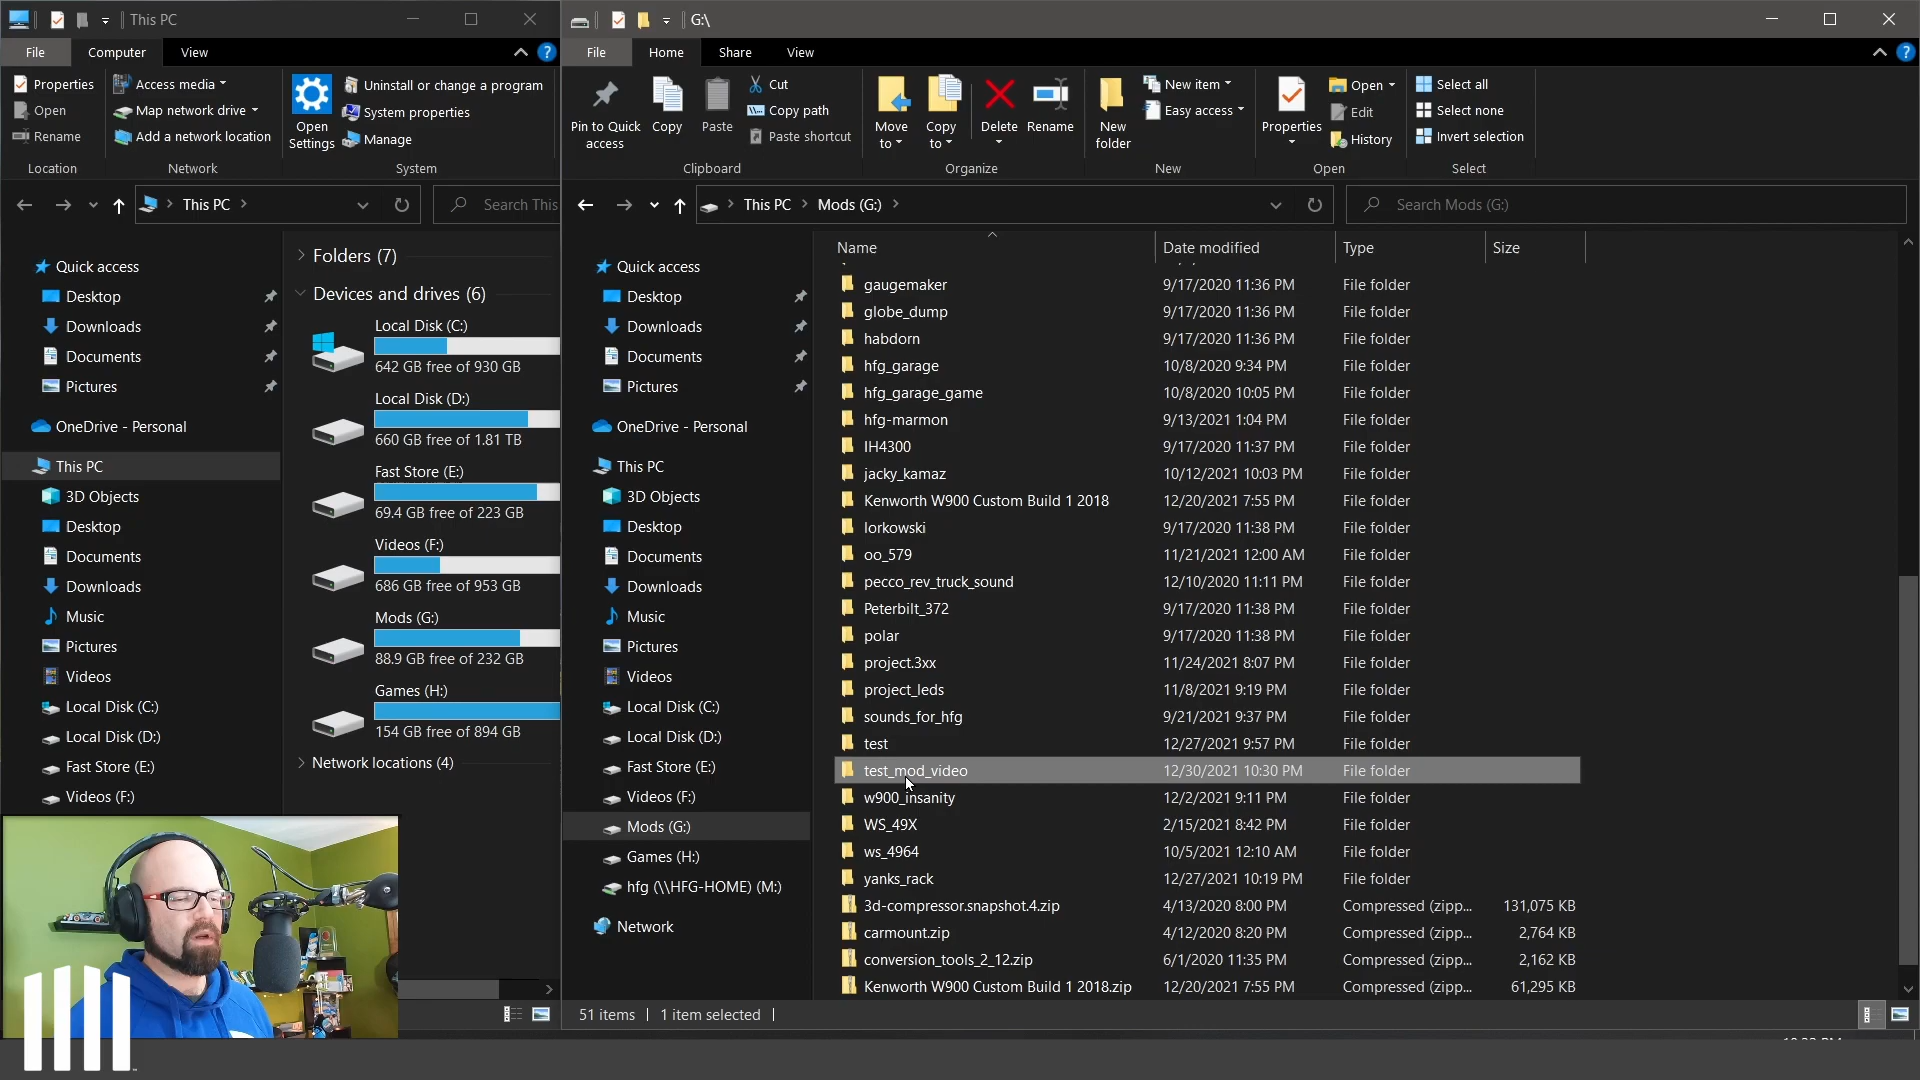 This PC
File
Computer
View
Properties
Open
Rename
Location
Access media
Map network drive
Add a network location
Network
Open
Settings
Uninstall or change a program
System properties
Manage
System
This PC
Search This
Quick access
Desktop
Downloads
Documents
Pictures
OneDrive - Personal
This PC
3D Objects
Desktop
Documents
Downloads
Music
Pictures
Videos
Local Disk (C:)
Local Disk (D:)
Fast Store (E:)
Videos (F:)
Folders (7)
Devices and drives (6)
Local Disk (C:)
642 GB free of 930 GB
Local Disk (D:)
660 GB free of 1.81 TB
Fast Store (E:)
69.4 GB free of 223 GB
Videos (F:)
686 GB free of 953 GB
Mods (G:)
88.9 GB free of 232 GB
Games (H:)
154 GB free of 894 GB
Network locations (4)
G:\
File
Home
Share
View
Pin to Quick
access
Copy
Paste
Cut
Copy path
Paste shortcut
Clipboard
Move
to
Copy
to
Delete
Rename
Organize
New
folder
New item
Easy access
New
Properties
Open
Edit
History
Open
Select all
Select none
Invert selection
Select
This PC
Mods (G:)
Search Mods (G:)
Quick access
Desktop
Downloads
Documents
Pictures
OneDrive - Personal
This PC
3D Objects
Desktop
Documents
Downloads
Music
Pictures
Videos
Local Disk (C:)
Local Disk (D:)
Fast Store (E:)
Videos (F:)
Mods (G:)
Games (H:)
hfg (\\HFG-HOME) (M:)
Network
Name Date modified Type Size
gaugemaker 9/17/2020 11:36 PM File folder
globe_dump 9/17/2020 11:36 PM File folder
habdorn 9/17/2020 11:36 PM File folder
hfg_garage 10/8/2020 9:34 PM File folder
hfg_garage_game 10/8/2020 10:05 PM File folder
hfg-marmon 9/13/2021 1:04 PM File folder
IH4300 9/17/2020 11:37 PM File folder
jacky_kamaz 10/12/2021 10:03 PM File folder
Kenworth W900 Custom Build 1 2018 12/20/2021 7:55 PM File folder
lorkowski 9/17/2020 11:38 PM File folder
oo_579 11/21/2021 12:00 AM File folder
pecco_rev_truck_sound 12/10/2020 11:11 PM File folder
Peterbilt_372 9/17/2020 11:38 PM File folder
polar 9/17/2020 11:38 PM File folder
project.3xx 11/24/2021 8:07 PM File folder
project_leds 11/8/2021 9:19 PM File folder
sounds_for_hfg 9/21/2021 9:37 PM File folder
test 12/27/2021 9:57 PM File folder
test_mod_video 12/30/2021 10:30 PM File folder
w900_insanity 12/2/2021 9:11 PM File folder
WS_49X 2/15/2021 8:42 PM File folder
ws_4964 10/5/2021 12:10 AM File folder
yanks_rack 12/27/2021 10:19 PM File folder
3d-compressor.snapshot.4.zip 4/13/2020 8:00 PM Compressed (zipp... 131,075 KB
carmount.zip 4/12/2020 8:20 PM Compressed (zipp... 2,764 KB
conversion_tools_2_12.zip 6/1/2020 11:35 PM Compressed (zipp... 2,162 KB
Kenworth W900 Custom Build 1 2018.zip 12/20/2021 7:55 PM Compressed (zipp... 61,295 KB
51 items
1 item selected